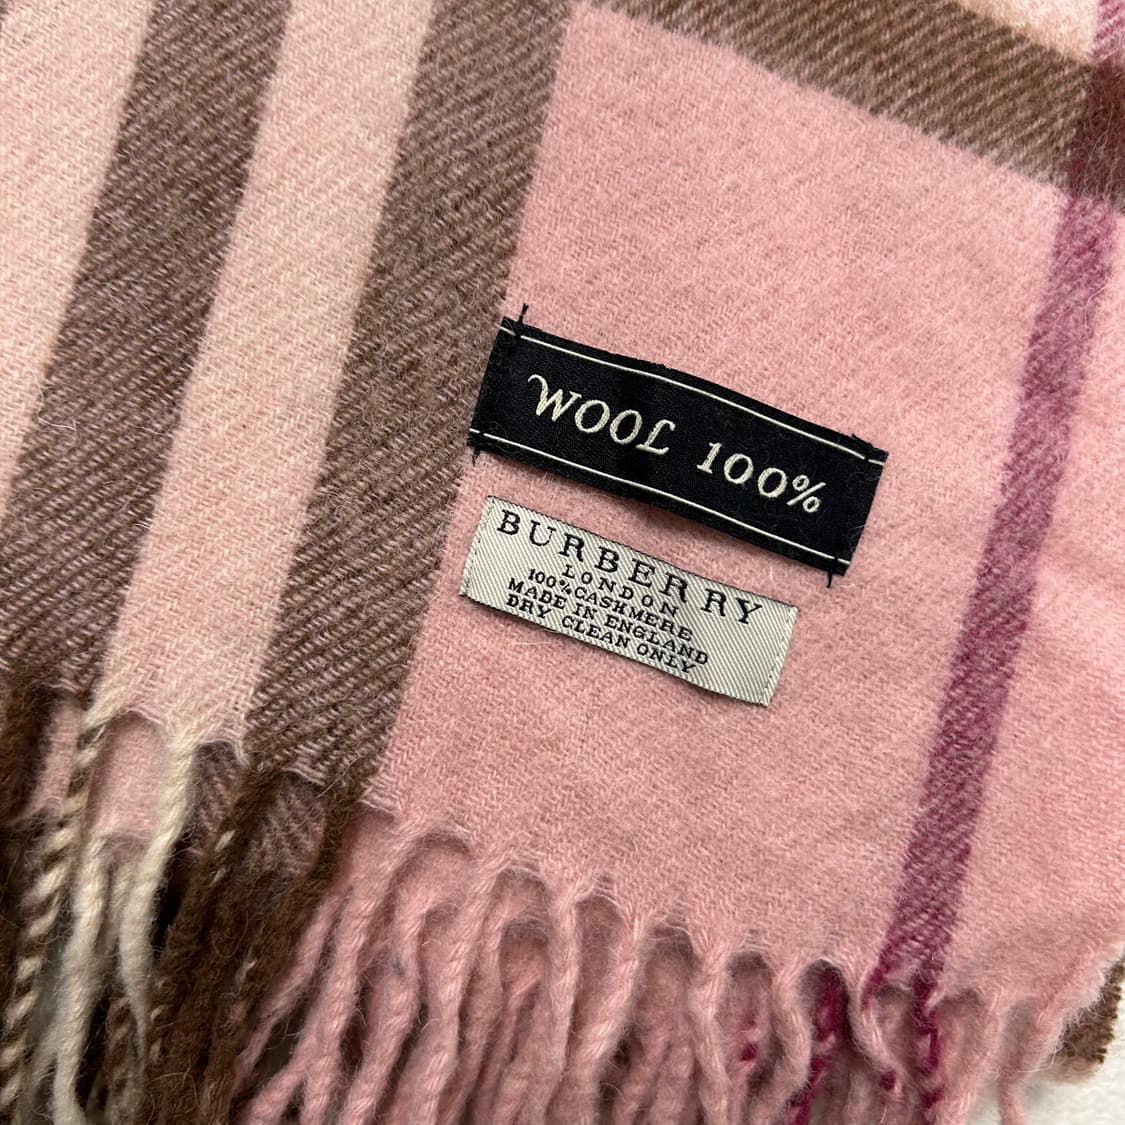 WOOL 100%
BURBERRY
LONDON
100% CASHMERE
MADE IN ENGLAND
DRY CLEAN ONLY